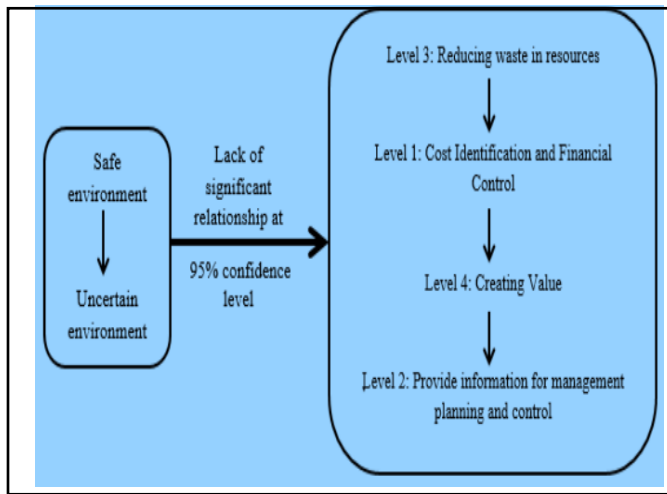 Safe
environment
Uncertain
environment
Lack of
significant
relationship at
95% confidence
level
Level 3: Reducing waste in resources
Level 1: Cost Identification and Financial
Control
Level 4: Creating Value
Level 2: Provide information for management
planning and control